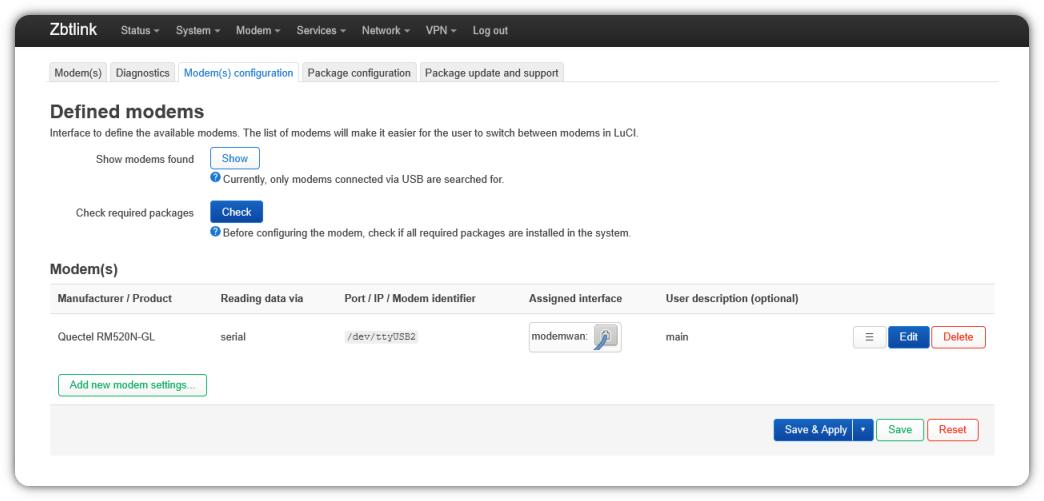 Zbtlink Status System Modem Services Network VPN Log out
Modem(s) Diagnostics Modem(s) configuration Package configuration Package update and support
Defined modems
Interface to define the available modems. The list of modems will make it easier for the user to switch between modems in LuCI.
Show modems found Show
Currently, only modems connected via USB are searched for.
Check required packages Check
Before configuring the modem, check if all required packages are installed in the system.
Modem(s)
Manufacturer / Product Reading data via Port / IP / Modem identifier Assigned interface User description (optional)
Quectel RM520N-GL serial /dev/ttyUSB2 modemwan: main ☰ Edit Delete
Add new modem settings...
Save & Apply Save Reset